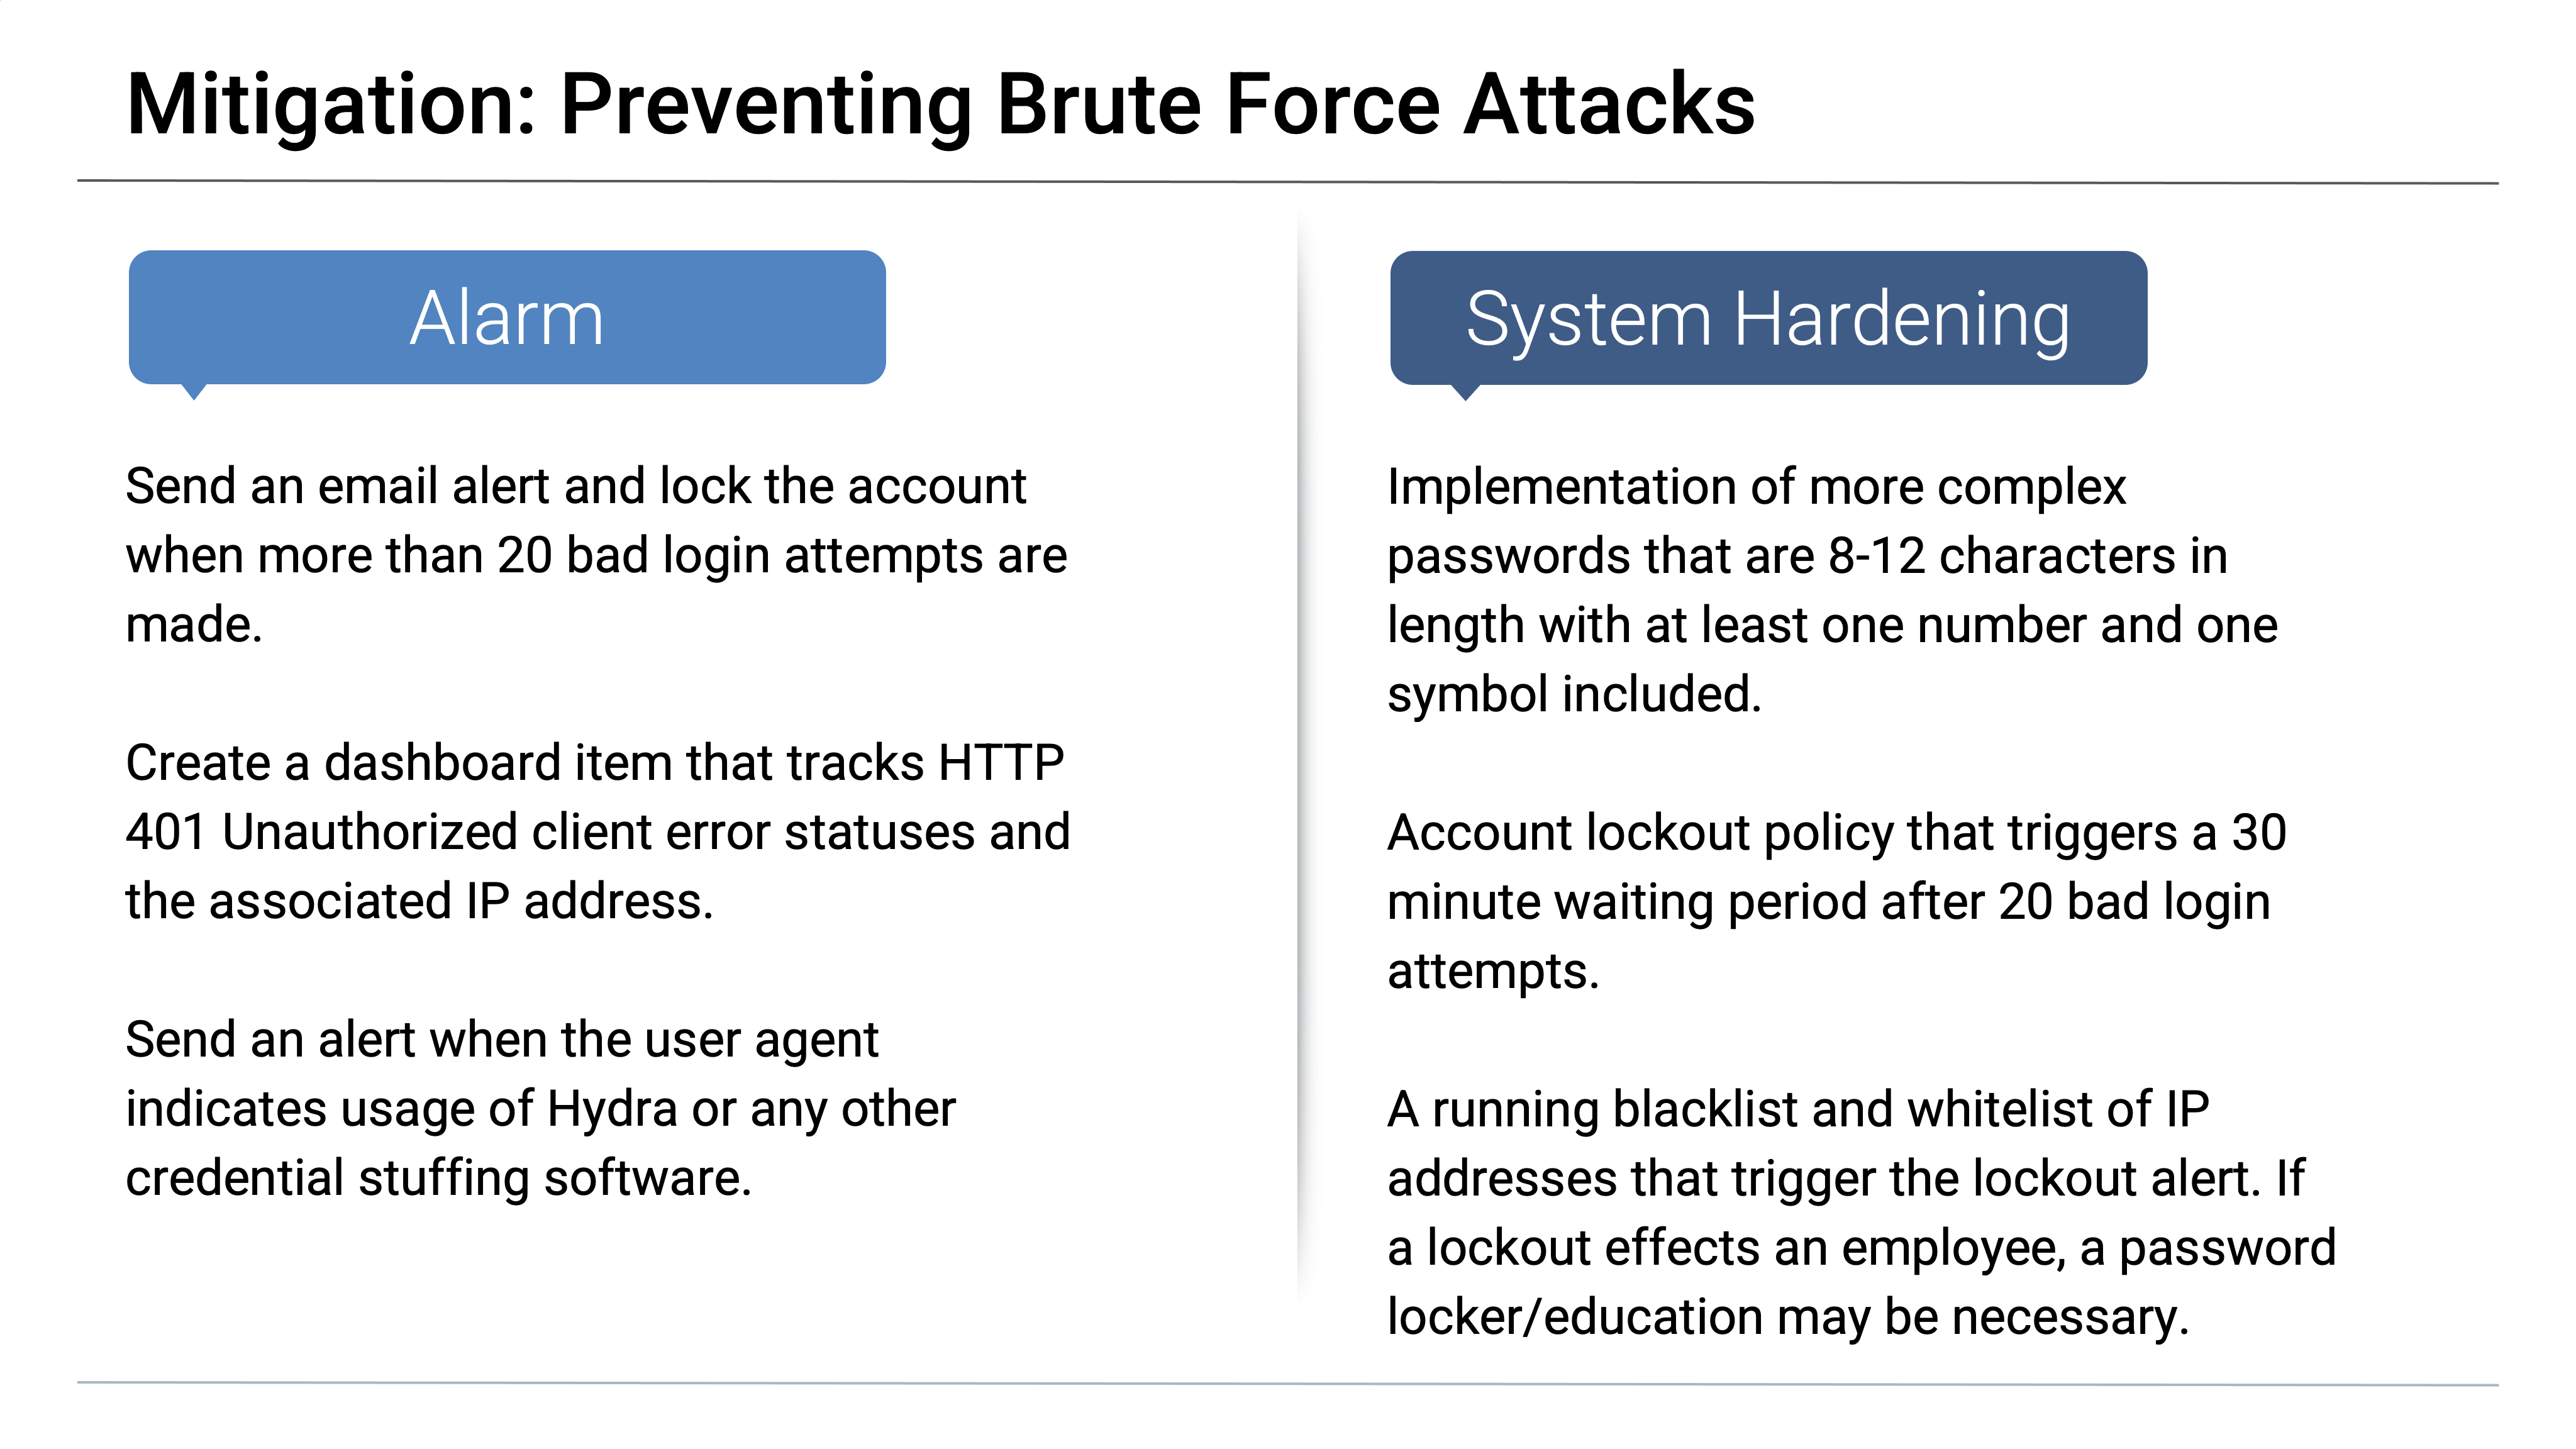 Mitigation: Preventing Brute Force Attacks
Alarm
Send an email alert and lock the account
when more than 20 bad login attempts are
made.
Create a dashboard item that tracks HTTP
401 Unauthorized client error statuses and
the associated IP address.
Send an alert when the user agent
indicates usage of Hydra or any other
credential stuffing software.
System Hardening
Implementation of more complex
passwords that are 8-12 characters in
length with at least one number and one
symbol included.
Account lockout policy that triggers a 30
minute waiting period after 20 bad login
attempts.
A running blacklist and whitelist of IP
addresses that trigger the lockout alert. If
a lockout effects an employee, a password
locker/education may be necessary.